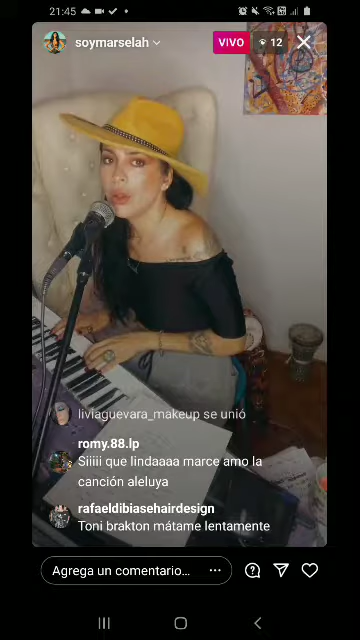 21:45
soymarselah
VIVO
12
liviaguevara_makeup se unió
romy.88.lp
Siiiii que lindaaaa marce amo la
canción aleluya
rafaeldibiasehairdesign
Toni brakton mátame lentamente
Agrega un comentario...